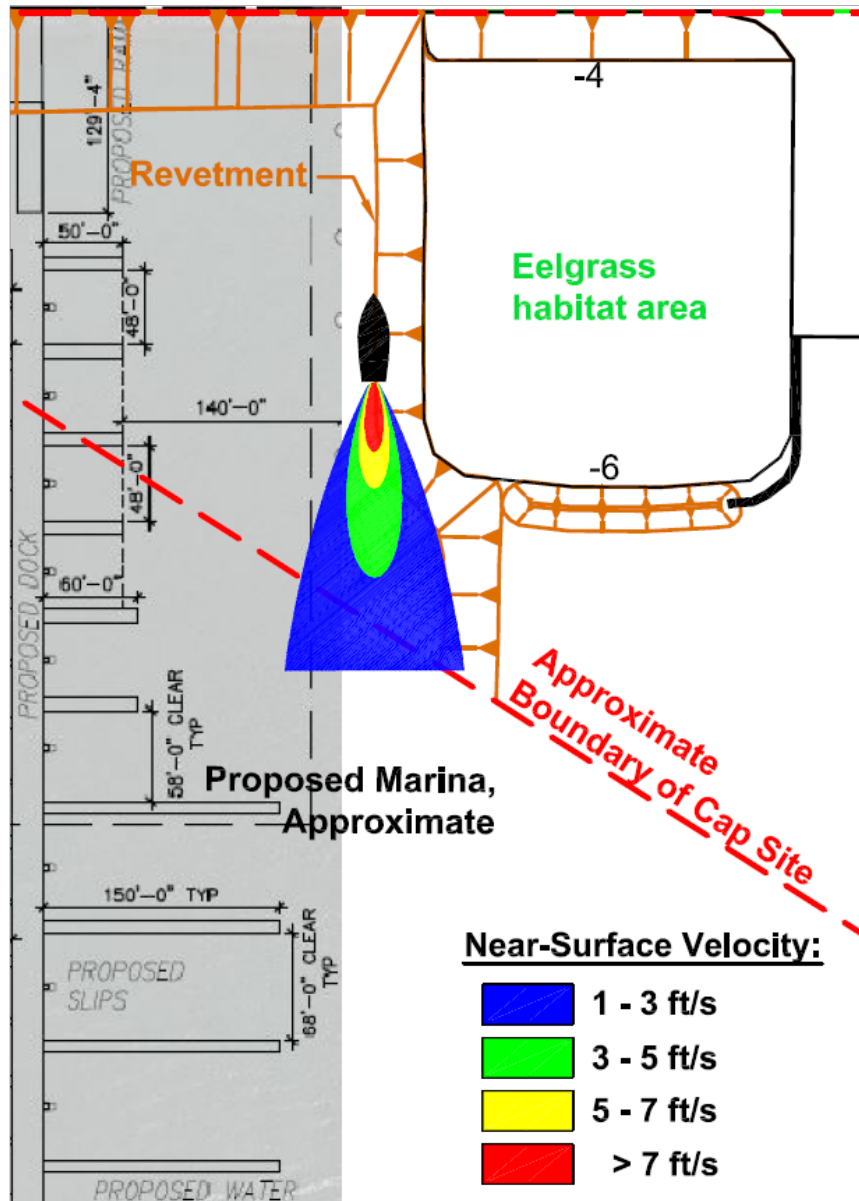 129'-4"
-4
Revetment
50'-0"
48'-0"
Eelgrass
habitat area
140'-0"
48'-0"
-6
60'-0"
PROPOSED DOCK
58'-0" CLEAR
TYP
Approximate
Boundary of Cap Site
Proposed Marina,
Approximate
150'-0" TYP
68'-0" CLEAR
TYP
PROPOSED
SLIPS
Near-Surface Velocity:
1 - 3 ft/s
3 - 5 ft/s
5 - 7 ft/s
> 7 ft/s
PROPOSED WATER